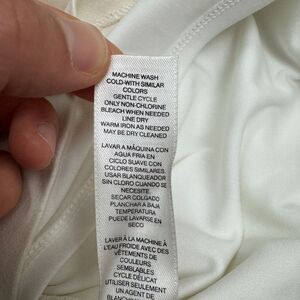 MACHINE WASH
COLD-WITH SIMILAR
COLORS
GENTLE CYCLE
ONLY NON-CHLORINE
BLEACH WHEN NEEDED
LINE DRY
WARM IRON AS NEEDED
MAY BE DRY CLEANED
LAVAR A MÁQUINA CON
AGUA FRIA EN
CICLO SUAVE CON
COLORES SIMILARES.
USAR BLANQUEADOR
SIN CLORO CUANDO SE
NECESITE.
SECAR COLGADO
PLANCHAR A BAJA
TEMPERATURA
PUEDE LAVARSE EN
SECO
LAVER À LA MACHINE À
L'EAU FROIDE AVEC DES
VÊTEMENTS DE
COULEURS
SEMBLABLES
CYCLE DÉLICAT
UTILISER SEULEMENT
UN AGENT DE